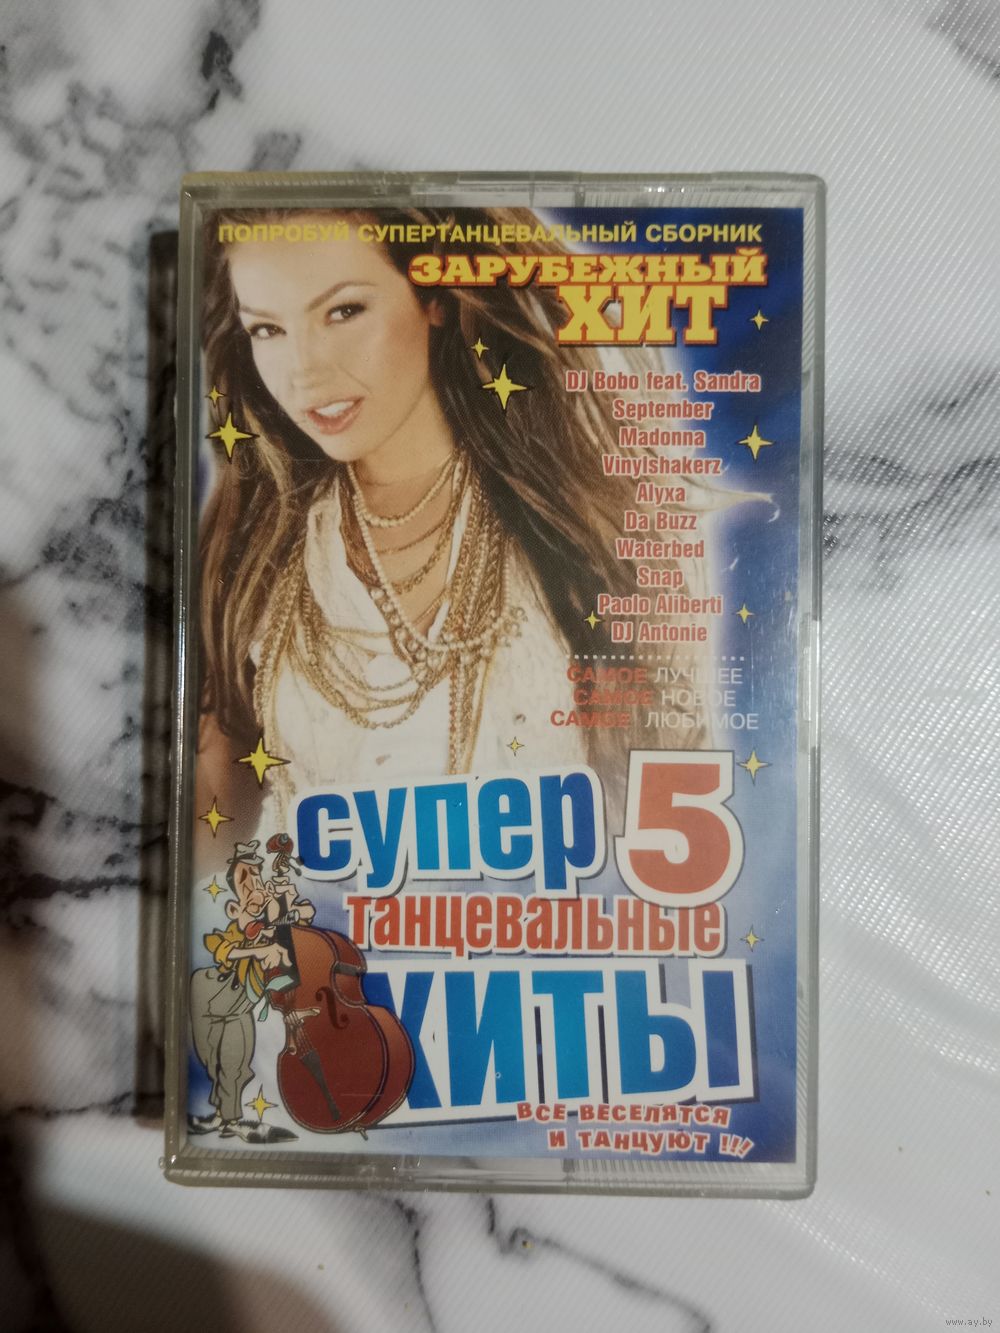 ПОПРОБУЙ СУПЕРТАНЦЕВАЛЬНЫЙ СБОРНИК
ЗАРУБЕЖНЫЙ
ХИТ
DJ Bobo feat. Sandra
September
Madonna
Vinylshakerz
Alyxa
Da Buzz
Waterbed
Snap
Paolo Aliberti
DJ Antonie
САМОЕ ЛУЧШЕЕ
САМОЕ НОВОЕ
САМОЕ ЛЮБИМОЕ
супер 5
танцевальные
хиты
ВСЕ ВЕСЕЛЯТСЯ
И ТАНЦУЮТ !!!
www.ay.by